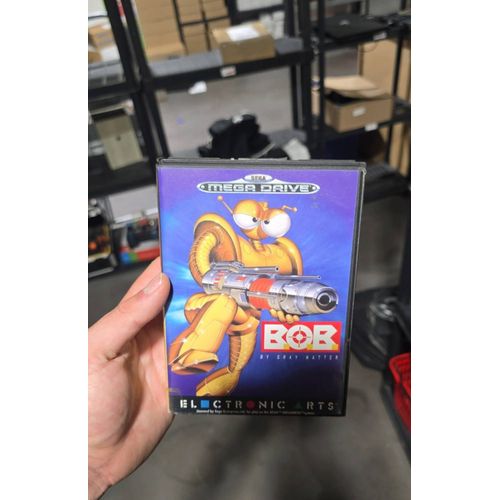 SEGA
MEGA DRIVE
B.O.B.
BY GRAY MATTER
ELECTRONIC ARTS